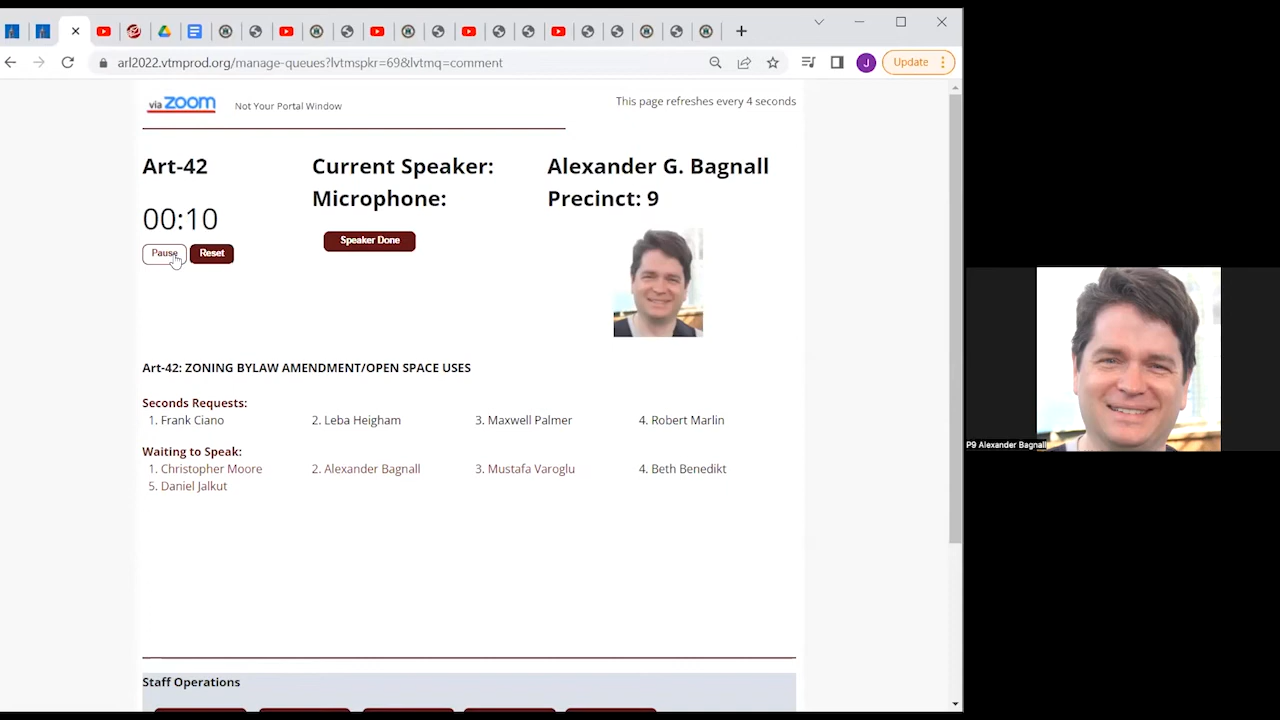 arl2022.vtmprod.org/manage-queues?lvtmspkr=69&lvtmq=comment
J
Update
via zoom
Not Your Portal Window
This page refreshes every 4 seconds
Art-42
Current Speaker:
Alexander G. Bagnall
Microphone:
Precinct: 9
00:10
Pause
Reset
Speaker Done
Art-42: ZONING BYLAW AMENDMENT/OPEN SPACE USES
Seconds Requests:
1. Frank Ciano
2. Leba Heigham
3. Maxwell Palmer
4. Robert Marlin
Waiting to Speak:
1. Christopher Moore
2. Alexander Bagnall
3. Mustafa Varoglu
4. Beth Benedikt
5. Daniel Jalkut
Staff Operations
P9 Alexander Bagnall